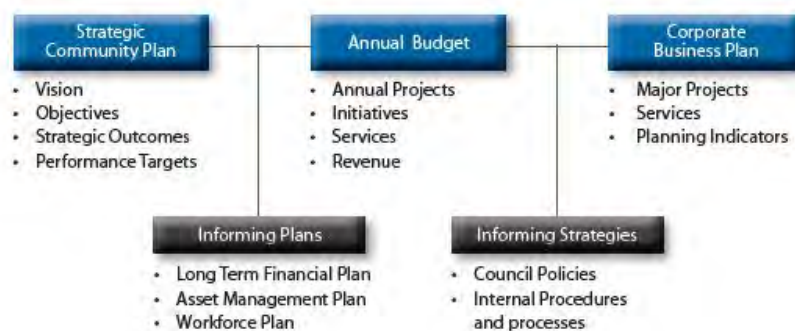 Strategic
Community Plan
• Vision
• Objectives
• Strategic Outcomes
• Performance Targets
Annual Budget
• Annual Projects
• Initiatives
• Services
• Revenue
Corporate
Business Plan
• Major Projects
• Services
• Planning Indicators
Informing Plans
• Long Term Financial Plan
• Asset Management Plan
• Workforce Plan
Informing Strategies
• Council Policies
• Internal Procedures
and processes